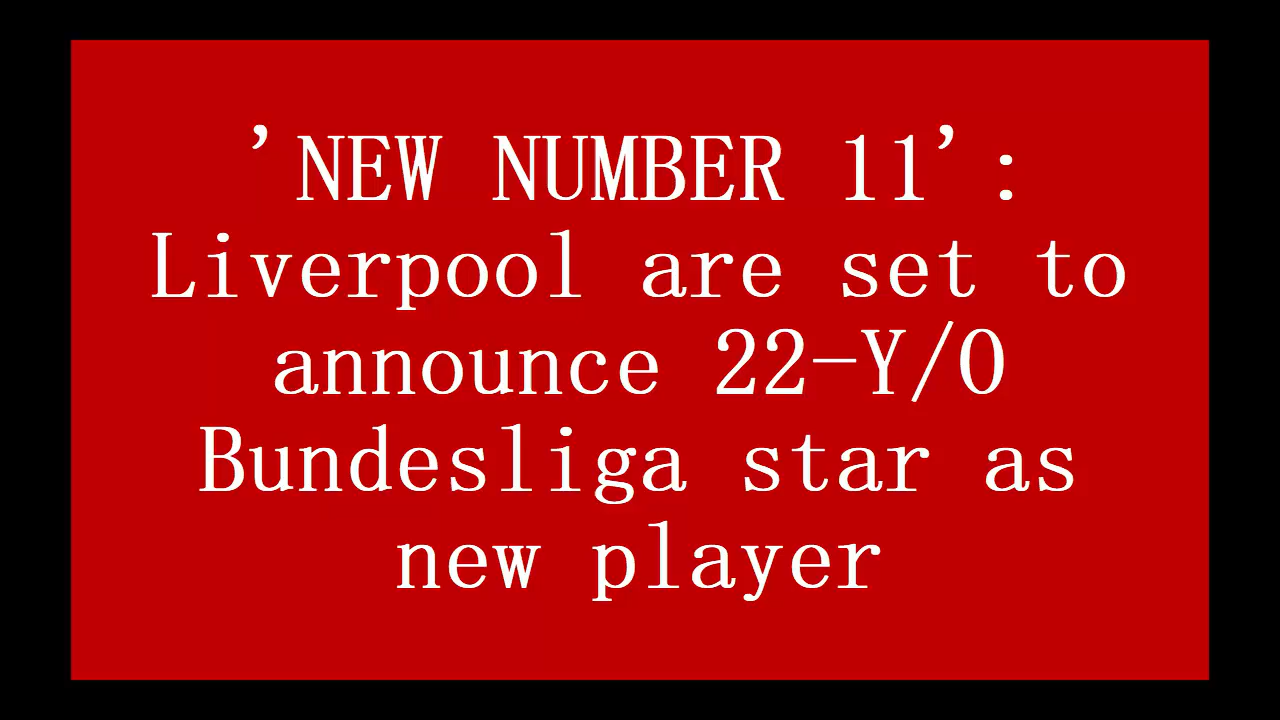 ’NEW NUMBER 11’:
Liverpool are set to
announce 22-Y/O
Bundesliga star as
new player